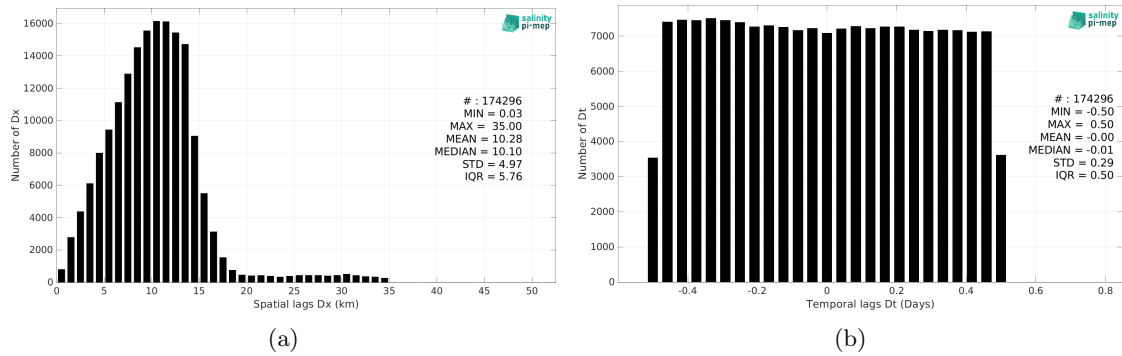 16000
14000
12000
10000
8000
6000
4000
2000
0
Number of Dx
0
5
10
15
20
25
30
35
40
45
50
Spatial lags Dx (km)
salinity
pi-mep
# : 174296
MIN = 0.03
MAX = 35.00
MEAN = 10.28
MEDIAN = 10.10
STD = 4.97
IQR = 5.76
(a)
7000
6000
5000
4000
3000
2000
1000
0
Number of Dt
-0.4
-0.2
0
0.2
0.4
0.6
0.8
Temporal lags Dt (Days)
salinity
pi-mep
# : 174296
MIN = -0.50
MAX = 0.50
MEAN = -0.00
MEDIAN = -0.01
STD = 0.29
IQR = 0.50
(b)